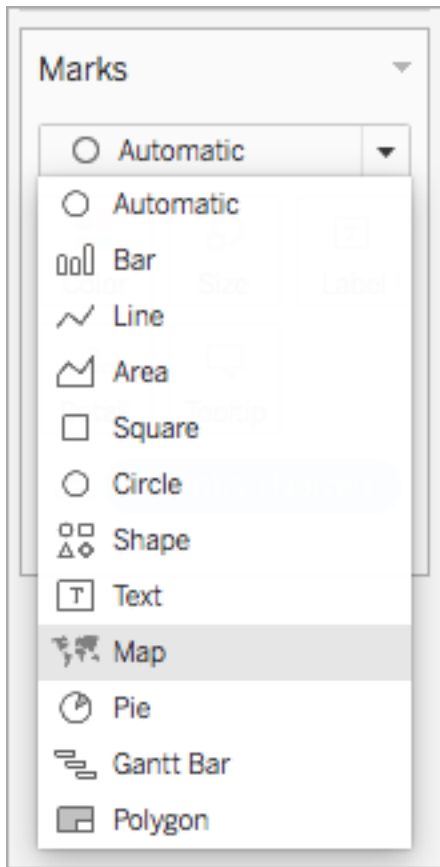 Marks
Automatic
Automatic
Bar
Line
Area
Square
Circle
Shape
Text
Map
Pie
Gantt Bar
Polygon